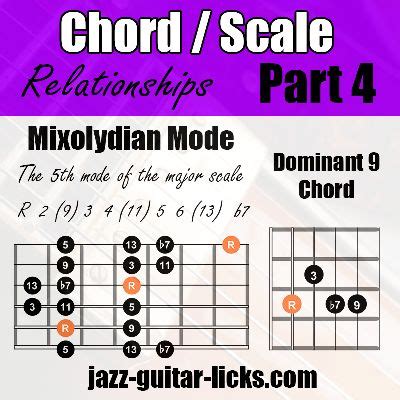 Chord / Scale
Relationships Part 4
Mixolydian Mode
The 5th mode of the major scale
R 2 (9) 3 4 (11) 5 6 (13) b7
5 13 b7 R
9 3 11
13 b7 R
3 11 5
R 9
5 13 b7
Dominant 9
Chord
3
R b7 9
jazz-guitar-licks.com